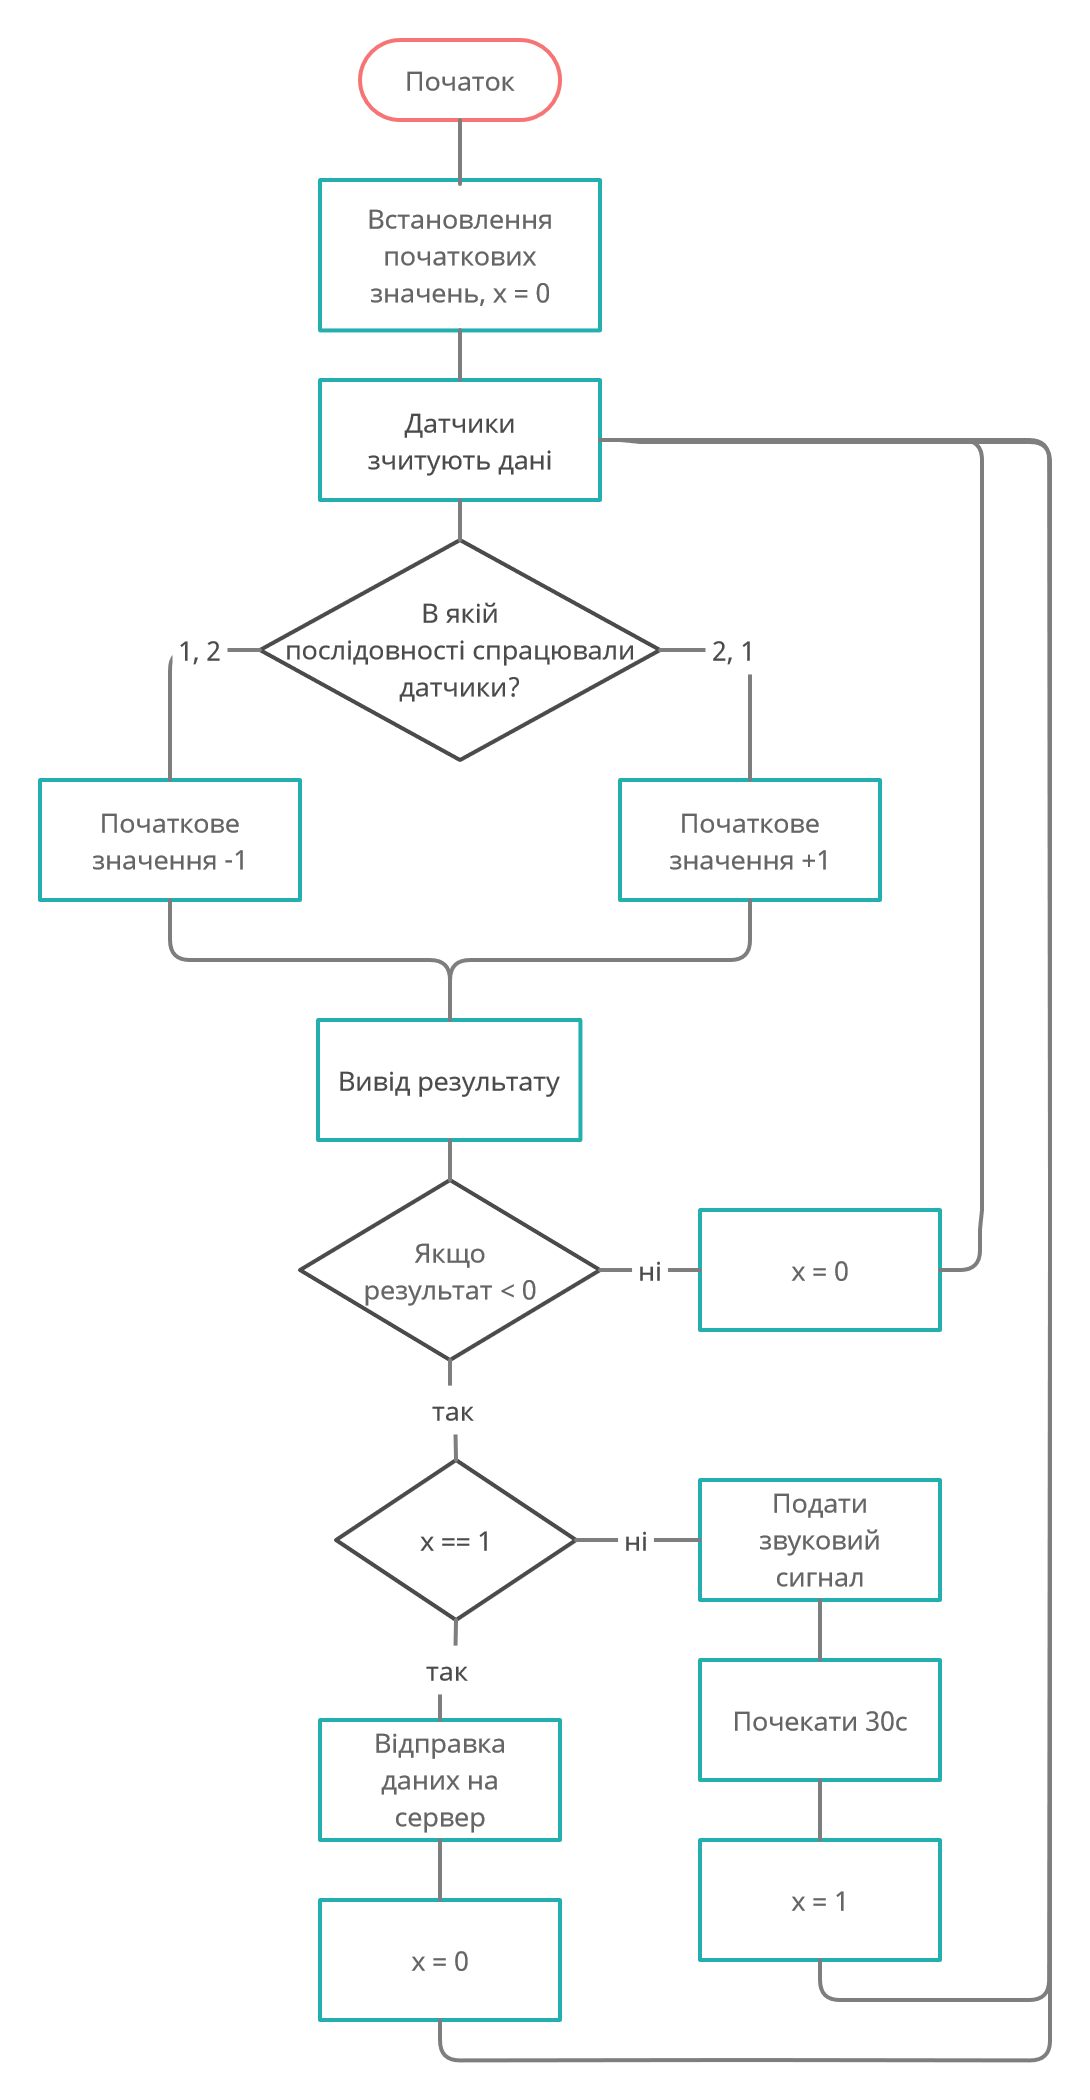 Початок
Встановлення
початкових
значень, x = 0
Датчики
зчитують дані
В якій
послідовності спрацювали
датчики?
1, 2
2, 1
Початкове
значення -1
Початкове
значення +1
Вивід результату
Якщо
результат < 0
ні
x = 0
так
x == 1
ні
Подати
звуковий
сигнал
так
Почекати 30с
Відправка
даних на
сервер
x = 1
x = 0